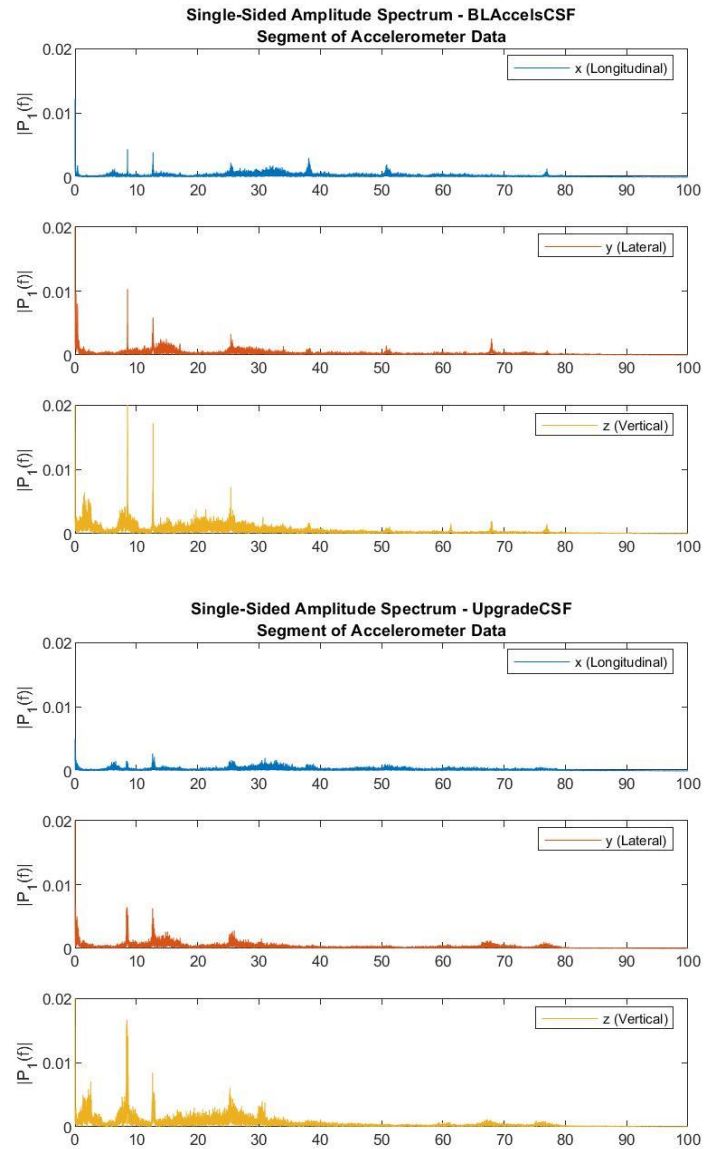 Single-Sided Amplitude Spectrum - BLAccelsCSF
Segment of Accelerometer Data
0.02
x (Longitudinal)
|P1(f)|
0.01
0
0 10 20 30 40 50 60 70 80 90 100
0.02
y (Lateral)
|P1(f)|
0.01
0
0 10 20 30 40 50 60 70 80 90 100
0.02
z (Vertical)
|P1(f)|
0.01
0
0 10 20 30 40 50 60 70 80 90 100
Single-Sided Amplitude Spectrum - UpgradeCSF
Segment of Accelerometer Data
0.02
x (Longitudinal)
|P1(f)|
0.01
0
0 10 20 30 40 50 60 70 80 90 100
0.02
y (Lateral)
|P1(f)|
0.01
0
0 10 20 30 40 50 60 70 80 90 100
0.02
z (Vertical)
|P1(f)|
0.01
0
0 10 20 30 40 50 60 70 80 90 100